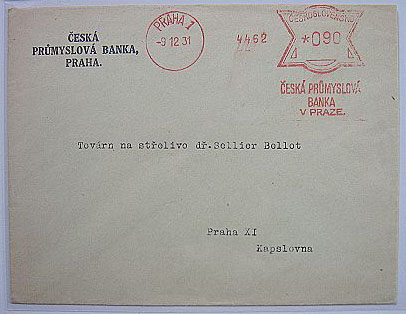 ČESKÁ
PRŮMYSLOVÁ BANKA,
PRAHA.
PRAHA 1
-9 12 31
4462
ČESKOSLOVENSKO
*090
ČESKÁ PRŮMYSLOVÁ
BANKA
V PRAZE.
Továrn na střelivo dř.Sellier Bellot
Praha XI
Kapslovna